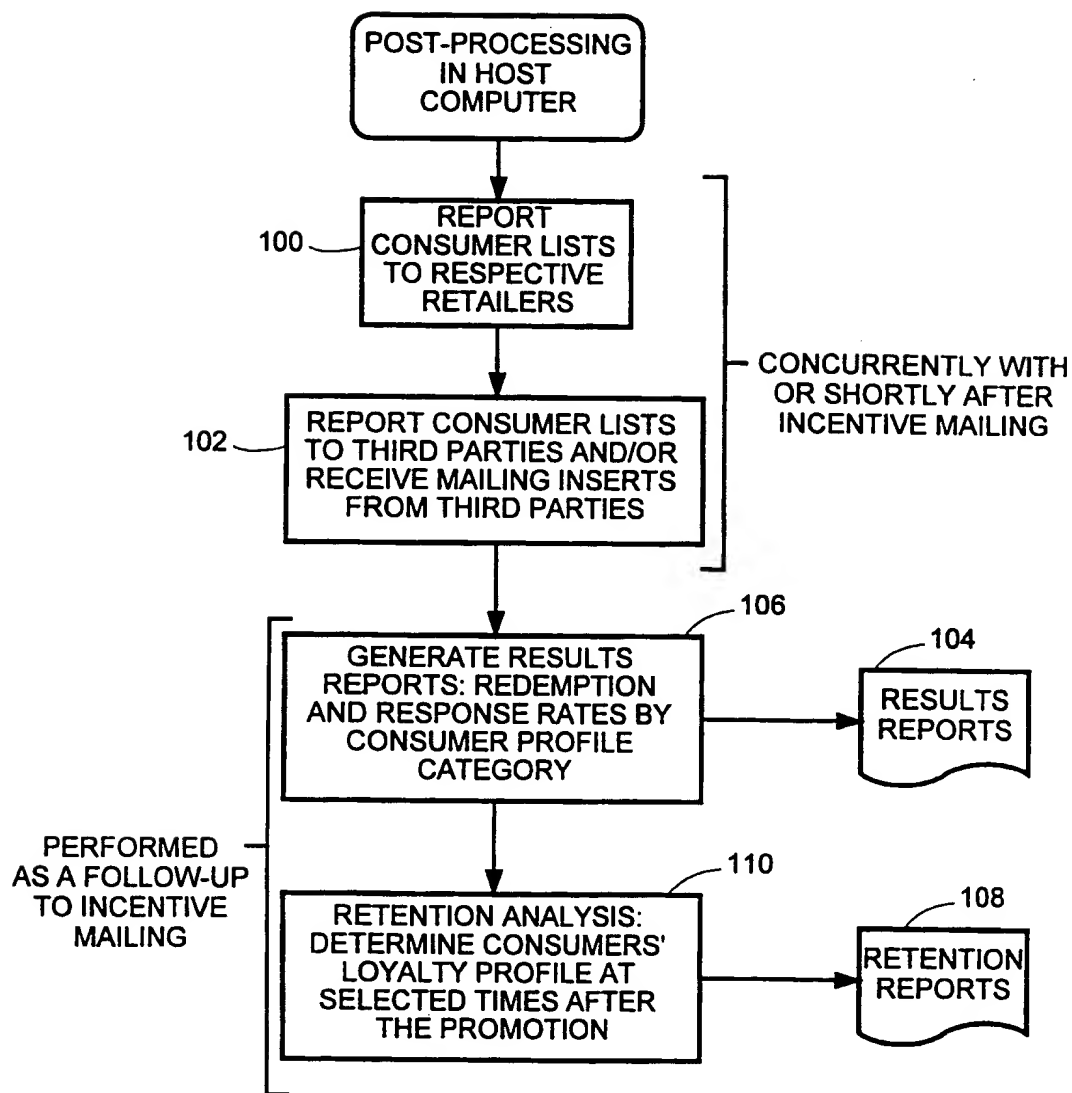 POST-PROCESSING
IN HOST
COMPUTER
100
REPORT
CONSUMER LISTS
TO RESPECTIVE
RETAILERS
CONCURRENTLY WITH
OR SHORTLY AFTER
INCENTIVE MAILING
102
REPORT CONSUMER LISTS
TO THIRD PARTIES AND/OR
RECEIVE MAILING INSERTS
FROM THIRD PARTIES
106
GENERATE RESULTS
REPORTS: REDEMPTION
AND RESPONSE RATES BY
CONSUMER PROFILE
CATEGORY
104
RESULTS
REPORTS
PERFORMED
AS A FOLLOW-UP
TO INCENTIVE
MAILING
110
RETENTION ANALYSIS:
DETERMINE CONSUMERS'
LOYALTY PROFILE AT
SELECTED TIMES AFTER
THE PROMOTION
108
RETENTION
REPORTS